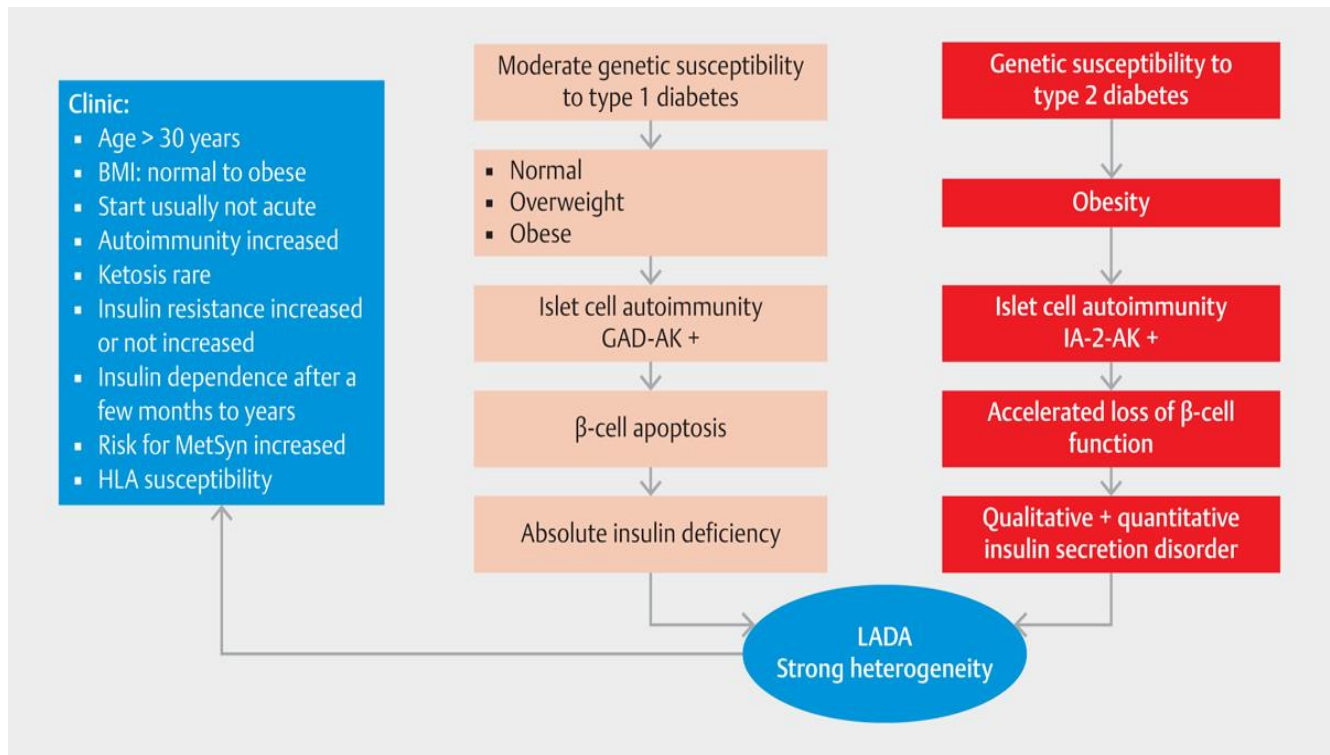 Clinic:
▪ Age > 30 years
▪ BMI: normal to obese
▪ Start usually not acute
▪ Autoimmunity increased
▪ Ketosis rare
▪ Insulin resistance increased
or not increased
▪ Insulin dependence after a
few months to years
▪ Risk for MetSyn increased
▪ HLA susceptibility
Moderate genetic susceptibility
to type 1 diabetes
▪ Normal
▪ Overweight
▪ Obese
Islet cell autoimmunity
GAD-AK +
β-cell apoptosis
Absolute insulin deficiency
Genetic susceptibility to
type 2 diabetes
Obesity
Islet cell autoimmunity
IA-2-AK +
Accelerated loss of β-cell
function
Qualitative + quantitative
insulin secretion disorder
LADA
Strong heterogeneity